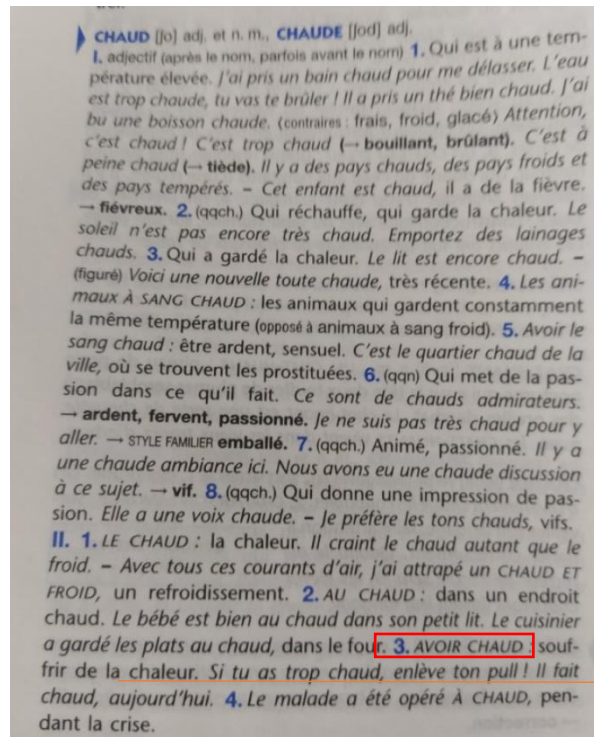 CHAUD [ʃo] adj. et n. m., CHAUDE [ʃod] adj.
I. adjectif (après le nom, parfois avant le nom) 1. Qui est à une tem-
pérature élevée. J'ai pris un bain chaud pour me délasser. L'eau
est trop chaude, tu vas te brûler ! Il a pris un thé bien chaud. J'ai
bu une boisson chaude. (contraires : frais, froid, glacé) Attention,
c'est chaud ! C'est trop chaud (→ bouillant, brûlant). C'est à
peine chaud (→ tiède). Il y a des pays chauds, des pays froids et
des pays tempérés. – Cet enfant est chaud, il a de la fièvre.
→ fiévreux. 2. (qqch.) Qui réchauffe, qui garde la chaleur. Le
soleil n'est pas encore très chaud. Emportez des lainages
chauds. 3. Qui a gardé la chaleur. Le lit est encore chaud. –
(figuré) Voici une nouvelle toute chaude, très récente. 4. Les ani-
maux À SANG CHAUD : les animaux qui gardent constamment
la même température (opposé à animaux à sang froid). 5. Avoir le
sang chaud : être ardent, sensuel. C'est le quartier chaud de la
ville, où se trouvent les prostituées. 6. (qqn) Qui met de la pas-
sion dans ce qu'il fait. Ce sont de chauds admirateurs.
→ ardent, fervent, passionné. Je ne suis pas très chaud pour y
aller. → STYLE FAMILIER emballé. 7. (qqch.) Animé, passionné. Il y a
une chaude ambiance ici. Nous avons eu une chaude discussion
à ce sujet. → vif. 8. (qqch.) Qui donne une impression de pas-
sion. Elle a une voix chaude. – Je préfère les tons chauds, vifs.
II. 1. LE CHAUD : la chaleur. Il craint le chaud autant que le
froid. – Avec tous ces courants d'air, j'ai attrapé un CHAUD ET
FROID, un refroidissement. 2. AU CHAUD : dans un endroit
chaud. Le bébé est bien au chaud dans son petit lit. Le cuisinier
a gardé les plats au chaud, dans le four. 3. AVOIR CHAUD : souf-
frir de la chaleur. Si tu as trop chaud, enlève ton pull ! Il fait
chaud, aujourd'hui. 4. Le malade a été opéré À CHAUD, pen-
dant la crise.